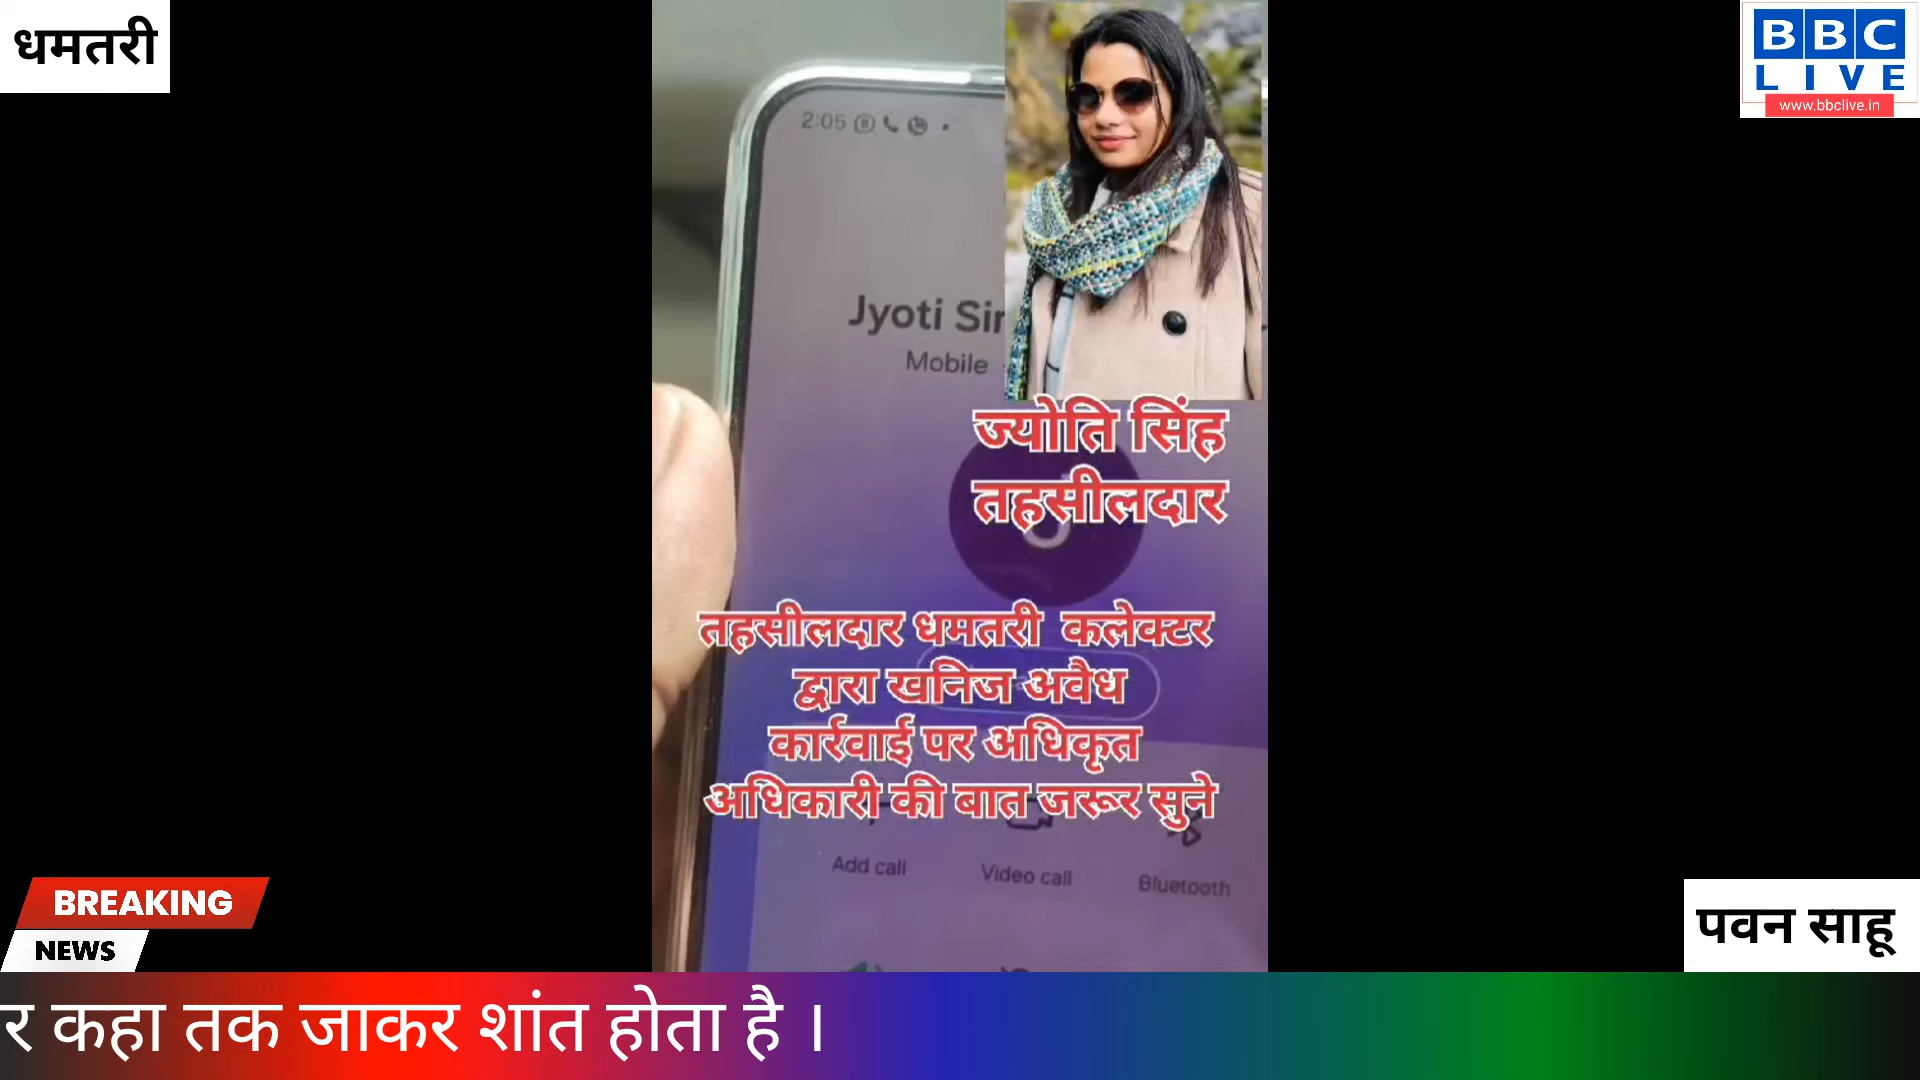 धमतरी
BBC
LIVE
www.bbclive.in
2:05
Jyoti
Mobile
ज्योति सिंह
तहसीलदार
तहसीलदार धमतरी कलेक्टर
द्वारा खनिज अवैध
कार्रवाई पर अधिकृत
अधिकारी की बात जरूर सुने
Add call
Video call
Bluetooth
BREAKING
NEWS
पवन साहू
र कहा तक जाकर शांत होता है ।